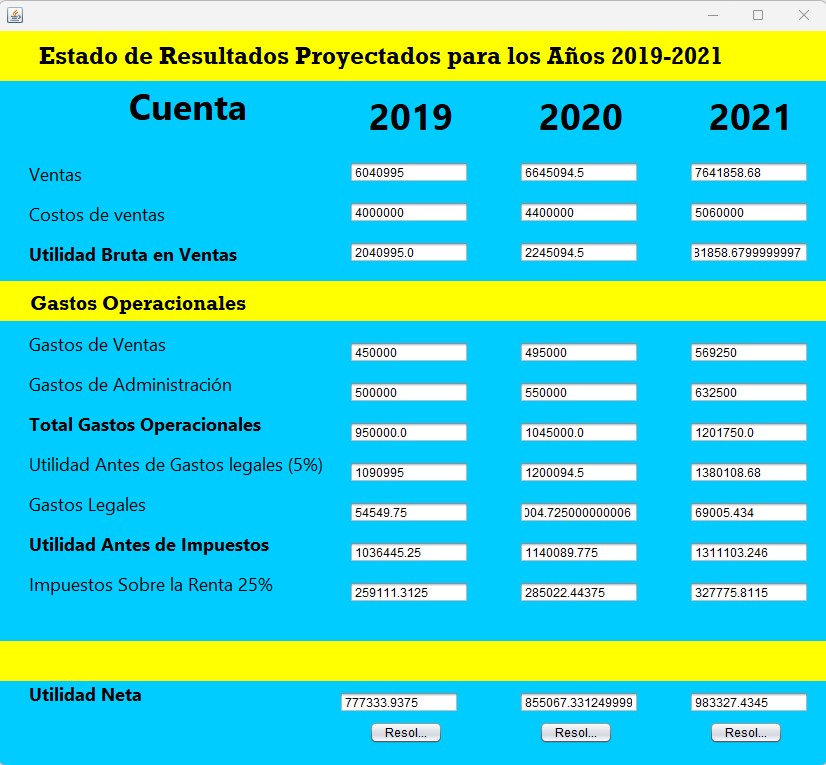 Estado de Resultados Proyectados para los Años 2019-2021
Cuenta 2019 2020 2021
Ventas 6040995 6645094.5 7641858.68
Costos de ventas 4000000 4400000 5060000
Utilidad Bruta en Ventas 2040995.0 2245094.5 81858.6799999997
Gastos Operacionales
Gastos de Ventas 450000 495000 569250
Gastos de Administración 500000 550000 632500
Total Gastos Operacionales 950000.0 1045000.0 1201750.0
Utilidad Antes de Gastos legales (5%) 1090995 1200094.5 1380108.68
Gastos Legales 54549.75 004.725000000006 69005.434
Utilidad Antes de Impuestos 1036445.25 1140089.775 1311103.246
Impuestos Sobre la Renta 25% 259111.3125 285022.44375 327775.8115
Utilidad Neta 777333.9375 855067.331249999 983327.4345
Resol... Resol... Resol...